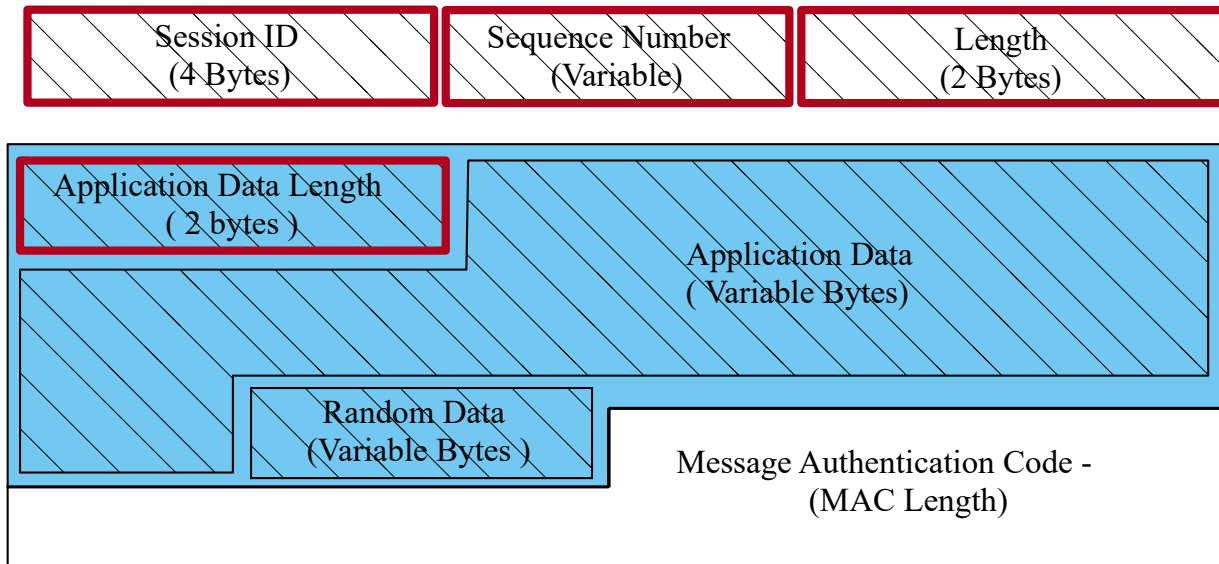 Session ID
(4 Bytes)
Sequence Number
(Variable)
Length
(2 Bytes)
Application Data Length
( 2 bytes )
Application Data
( Variable Bytes)
Random Data
(Variable Bytes )
Message Authentication Code -
(MAC Length)